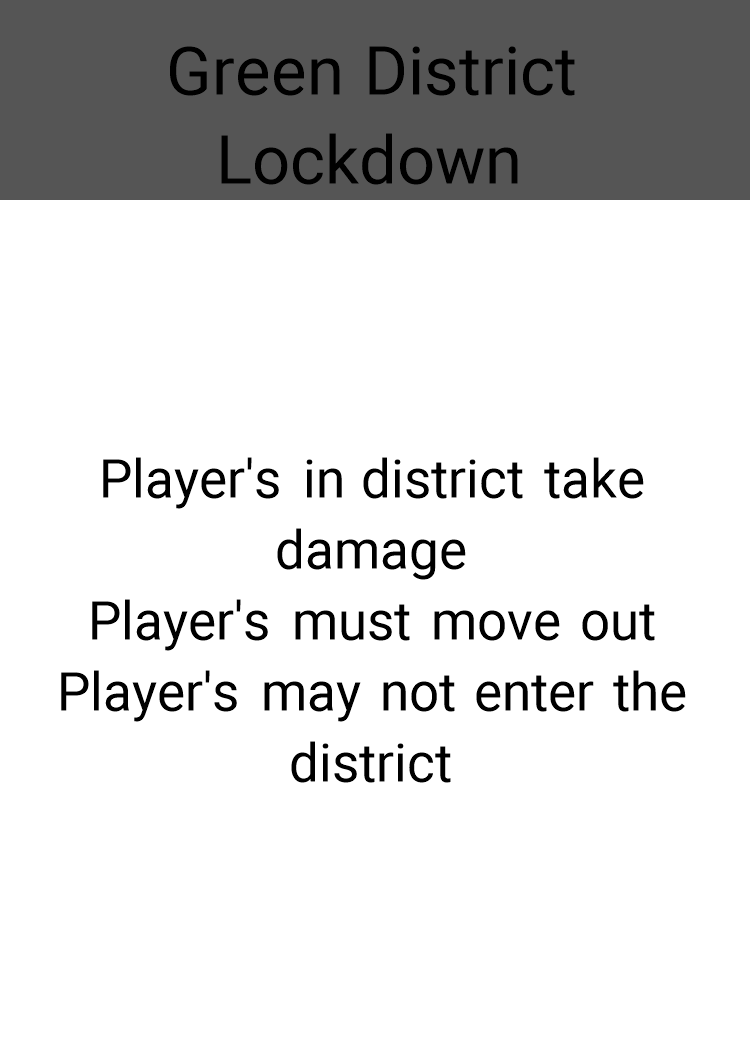 Green District
Lockdown
Player's in district take
damage
Player's must move out
Player's may not enter the
district